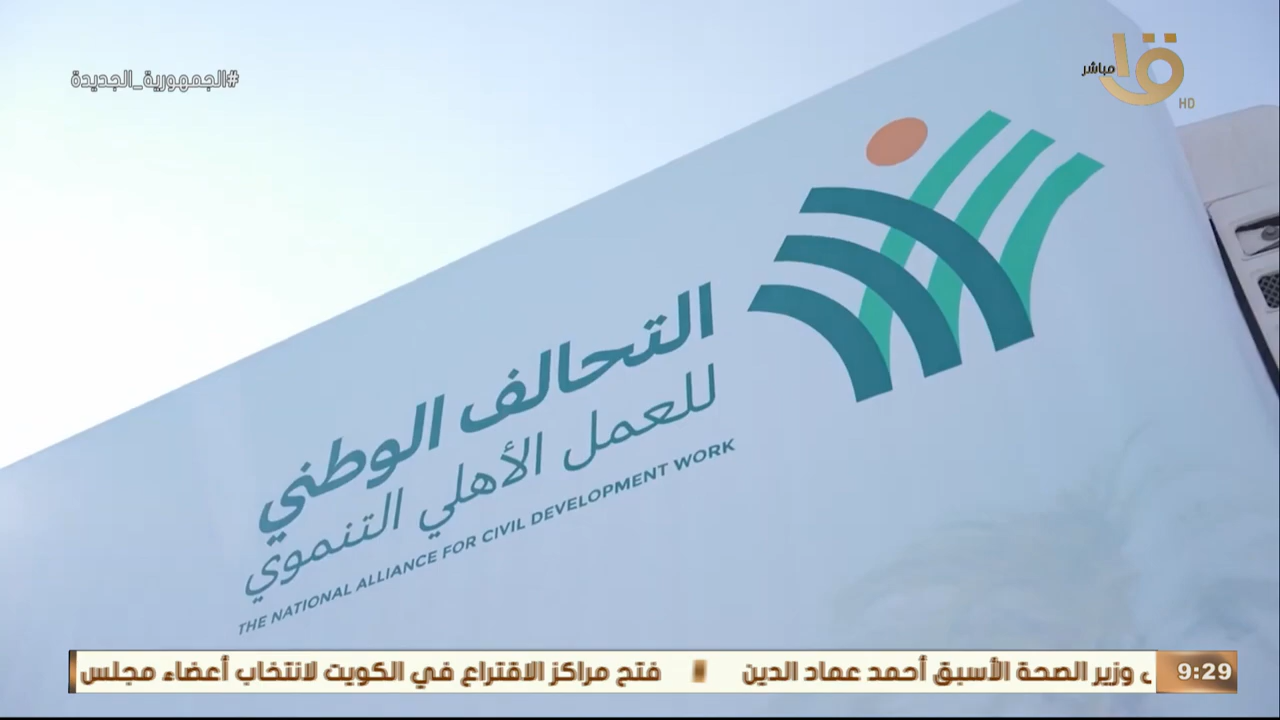 #الجمهورية_الجديدة
مباشر
HD
التحالف الوطني
للعمل الأهلي التنموي
THE NATIONAL ALLIANCE FOR CIVIL DEVELOPMENT WORK
وزير الصحة الأسبق أحمد عماد الدين
فتح مراكز الاقتراع في الكويت لانتخاب أعضاء مجلس
9:29